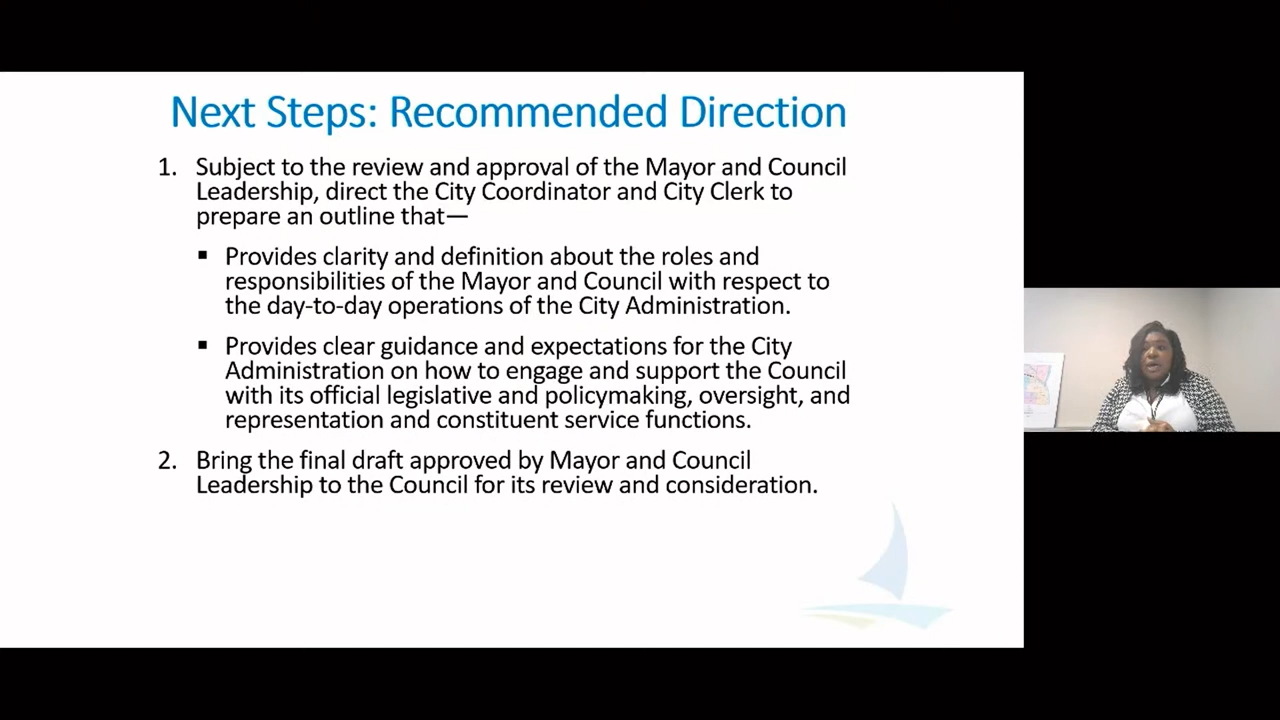 Next Steps: Recommended Direction
1. Subject to the review and approval of the Mayor and Council
Leadership, direct the City Coordinator and City Clerk to
prepare an outline that—
▪ Provides clarity and definition about the roles and
responsibilities of the Mayor and Council with respect to
the day-to-day operations of the City Administration.
▪ Provides clear guidance and expectations for the City
Administration on how to engage and support the Council
with its official legislative and policymaking, oversight, and
representation and constituent service functions.
2. Bring the final draft approved by Mayor and Council
Leadership to the Council for its review and consideration.